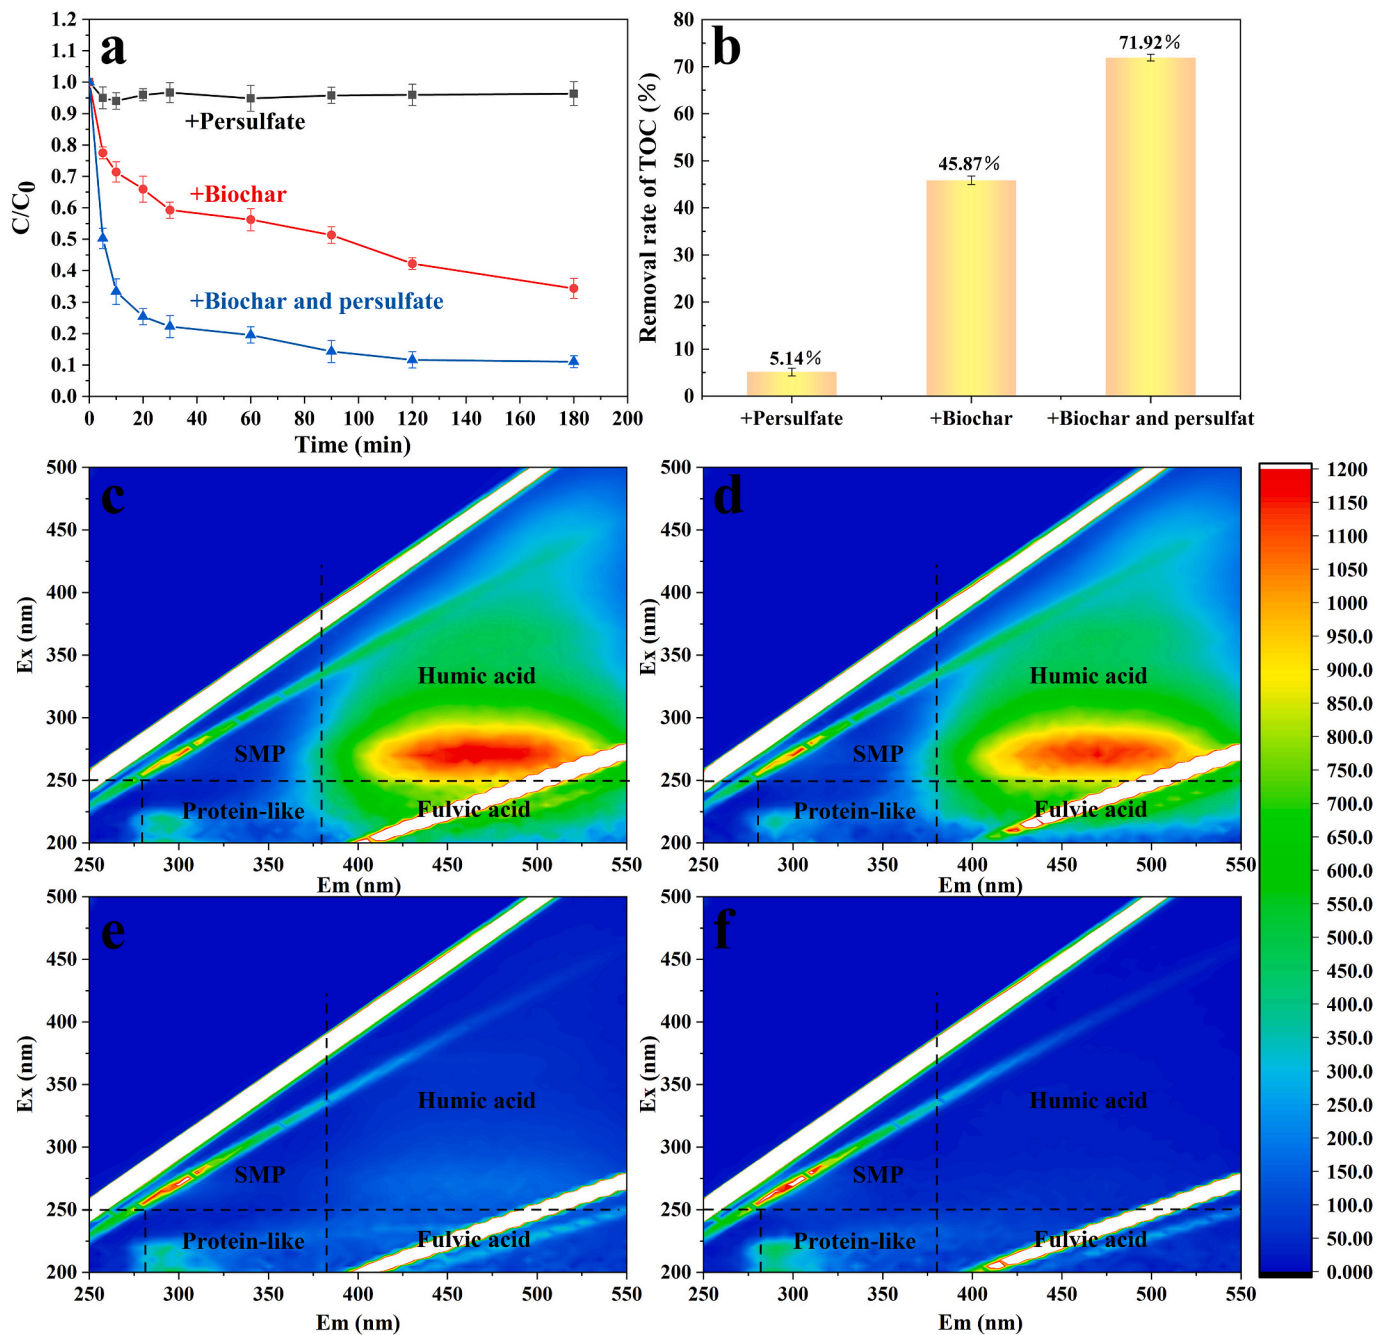 a
1.2
1.1
1.0
0.9
0.8
0.7
0.6
0.5
0.4
0.3
0.2
0.1
0.0
C/C0
+Persulfate
+Biochar
+Biochar and persulfate
0 20 40 60 80 100 120 140 160 180 200
Time (min)
b
80
70
60
50
40
30
20
10
0
Removal rate of TOC (%)
5.14%
45.87%
71.92%
+Persulfate +Biochar +Biochar and persulfat
c
500
450
400
350
300
250
200
Ex (nm)
Humic acid
SMP
Protein-like
Fulvic acid
250 300 350 400 450 500 550
Em (nm)
d
500
450
400
350
300
250
200
Ex (nm)
Humic acid
SMP
Protein-like
Fulvic acid
250 300 350 400 450 500 550
Em (nm)
e
500
450
400
350
300
250
200
Ex (nm)
Humic acid
SMP
Protein-like
Fulvic acid
250 300 350 400 450 500 550
Em (nm)
f
500
450
400
350
300
250
200
Ex (nm)
Humic acid
SMP
Protein-like
Fulvic acid
250 300 350 400 450 500 550
Em (nm)
1200
1150
1100
1050
1000
950.0
900.0
850.0
800.0
750.0
700.0
650.0
600.0
550.0
500.0
450.0
400.0
350.0
300.0
250.0
200.0
150.0
100.0
50.00
0.000